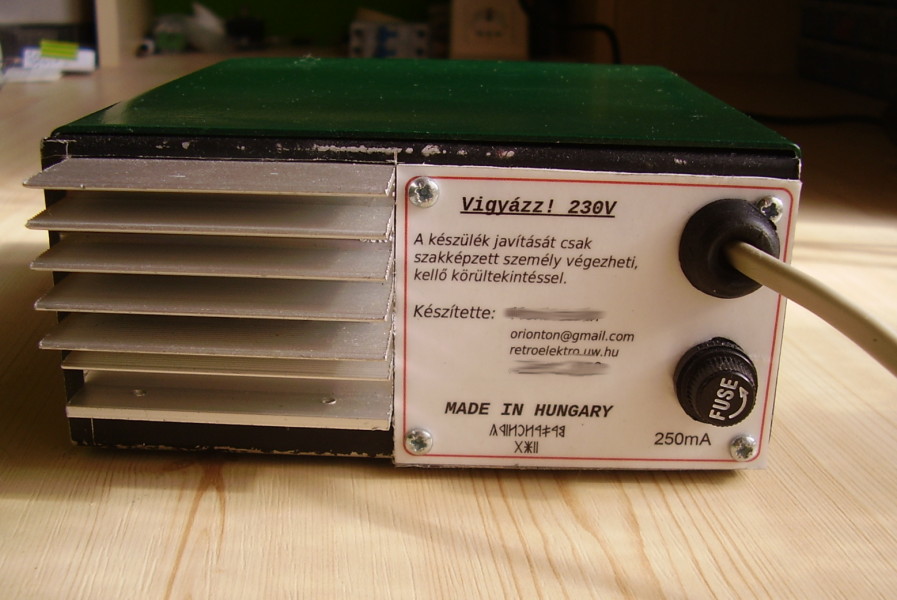 Vigyázz! 230V
A készülék javítását csak
szakképzett személy végezheti,
kellő körültekintéssel.
Készítette:
orionton@gmail.com
retroelektro.uw.hu
MADE IN HUNGARY
250mA
FUSE